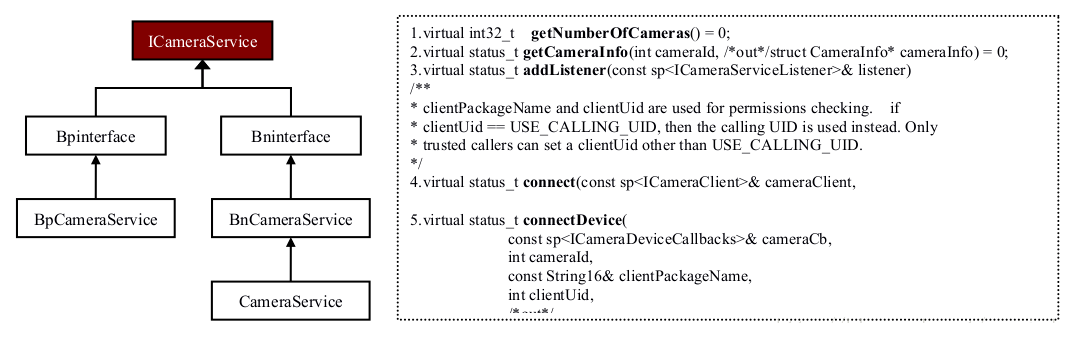 ICameraService
Bpinterface
Bninterface
BpCameraService
BnCameraService
CameraService
1.virtual int32_t getNumberOfCameras() = 0;
2.virtual status_t getCameraInfo(int cameraId, /*out*/struct CameraInfo* cameraInfo) = 0;
3.virtual status_t addListener(const sp<ICameraServiceListener>& listener)
/**
* clientPackageName and clientUid are used for permissions checking. if
* clientUid == USE_CALLING_UID, then the calling UID is used instead. Only
* trusted callers can set a clientUid other than USE_CALLING_UID.
*/
4.virtual status_t connect(const sp<ICameraClient>& cameraClient,
5.virtual status_t connectDevice(
const sp<ICameraDeviceCallbacks>& cameraCb,
int cameraId,
const String16& clientPackageName,
int clientUid,